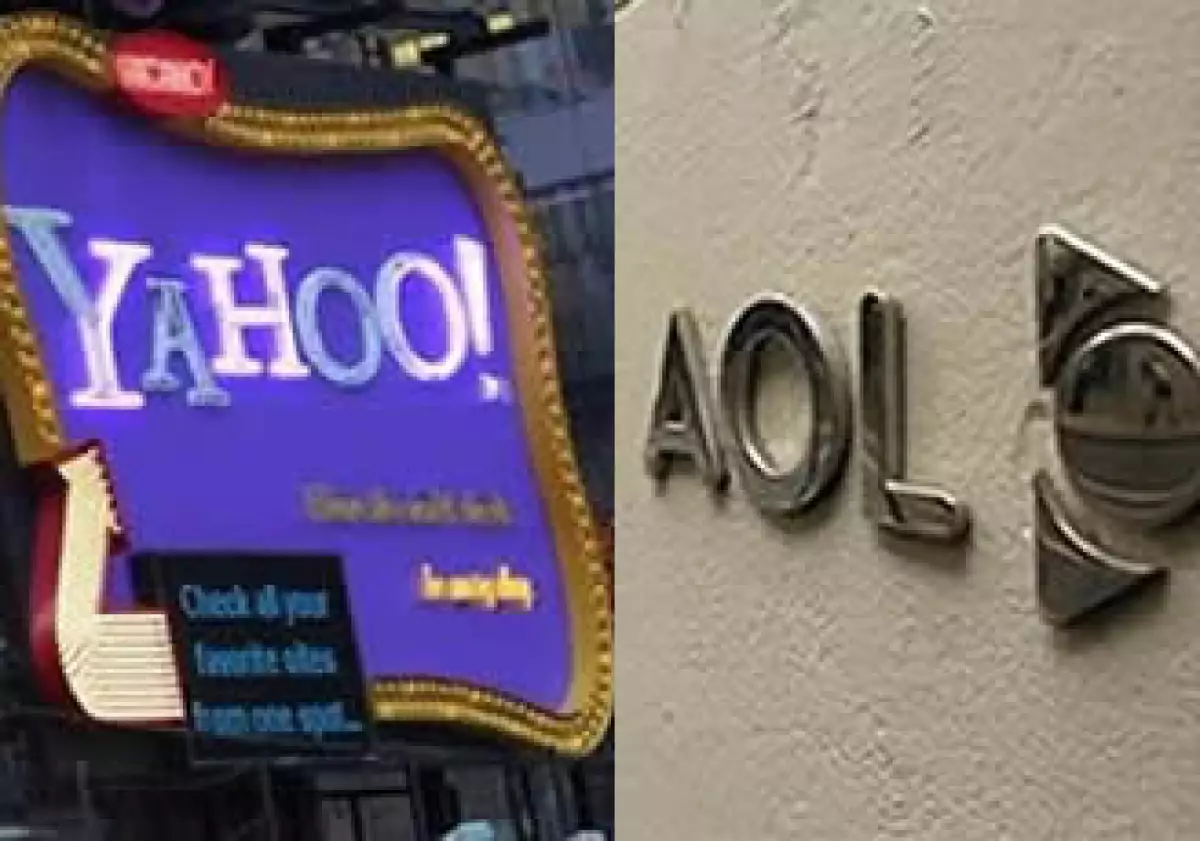 YAHOO!
Check all your
favorite sites
from one spot...
AOL